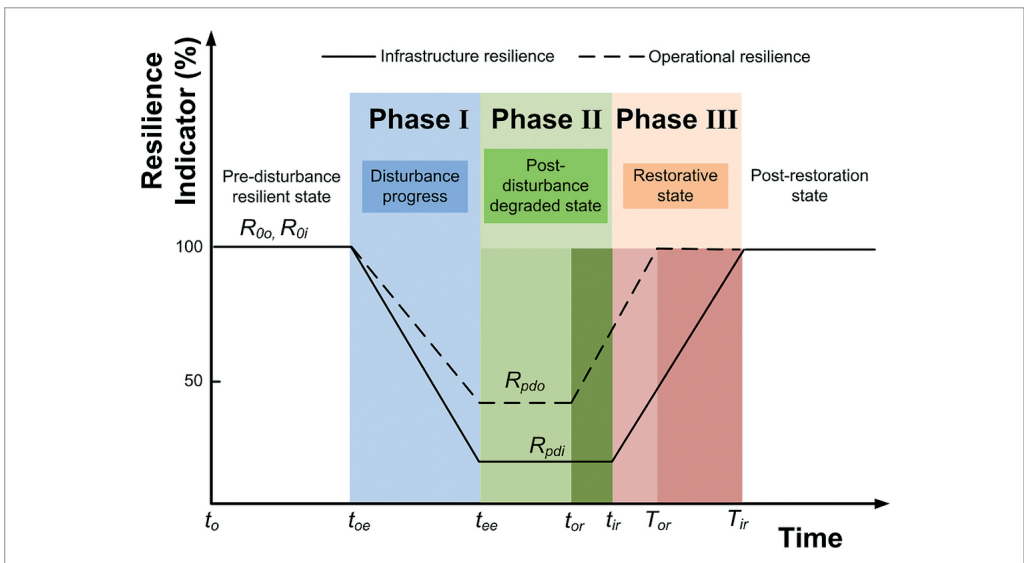 Resilience
Indicator (%)
Infrastructure resilience
Operational resilience
Phase I
Phase II
Phase III
Pre-disturbance
resilient state
Disturbance
progress
Post-
disturbance
degraded state
Restorative
state
Post-restoration
state
R0o, R0i
100
50
Rpdo
Rpdi
to
toe
tee
tor
tir
Tor
Tir
Time